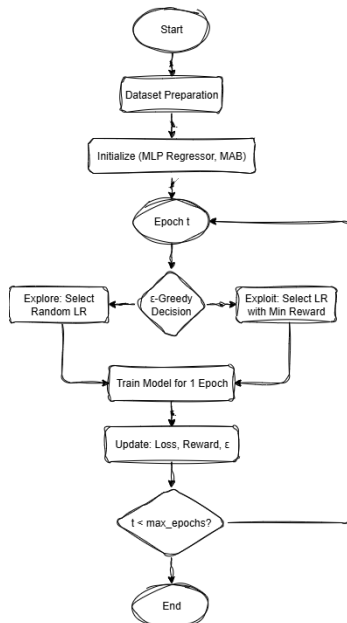 Start
Dataset Preparation
Initialize (MLP Regressor, MAB)
Epoch t
ε-Greedy
Decision
Explore: Select
Random LR
Exploit: Select LR
with Min Reward
Train Model for 1 Epoch
Update: Loss, Reward, ε
t < max_epochs?
End